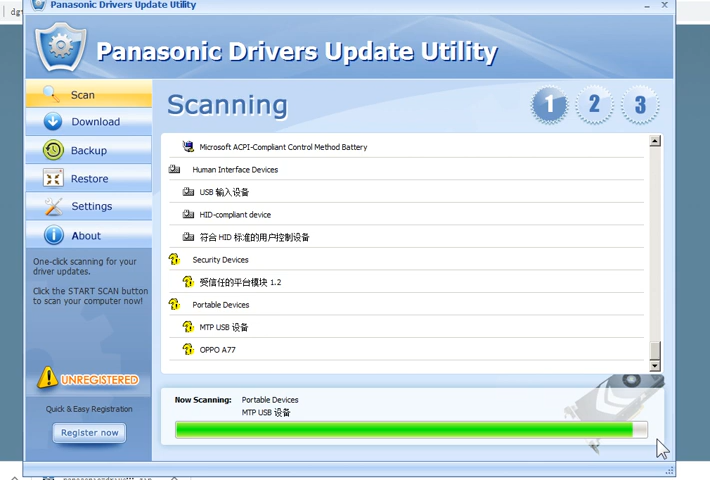 Panasonic Drivers Update Utility
Panasonic Drivers Update Utility
Scan
Download
Backup
Restore
Settings
About
One-click scanning for your
driver updates.
Click the START SCAN button
to scan your computer now!
UNREGISTERED
Quick & Easy Registration
Register now
Scanning
1 2 3
Microsoft ACPI-Compliant Control Method Battery
Human Interface Devices
USB 输入设备
HID-compliant device
符合 HID 标准的用户控制设备
Security Devices
受信任的平台模块 1.2
Portable Devices
MTP USB 设备
OPPO A77
Now Scanning: Portable Devices
MTP USB 设备